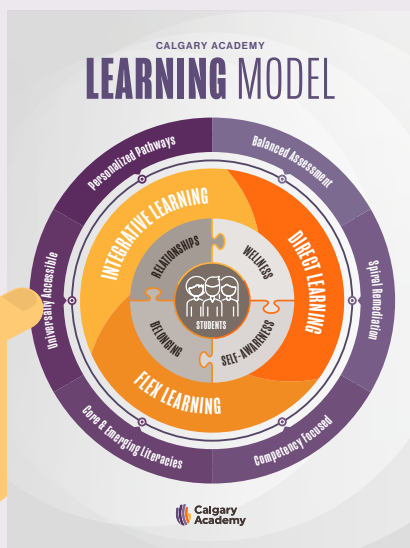 CALGARY ACADEMY
LEARNING MODEL
Personalized Pathways
Balanced Assessment
Universally Accessible
Spiral Remediation
Core & Emerging Literacies
Competency Focused
INTEGRATIVE LEARNING
DIRECT LEARNING
FLEX LEARNING
RELATIONSHIPS
WELLNESS
BELONGING
SELF-AWARENESS
STUDENTS
Calgary
Academy